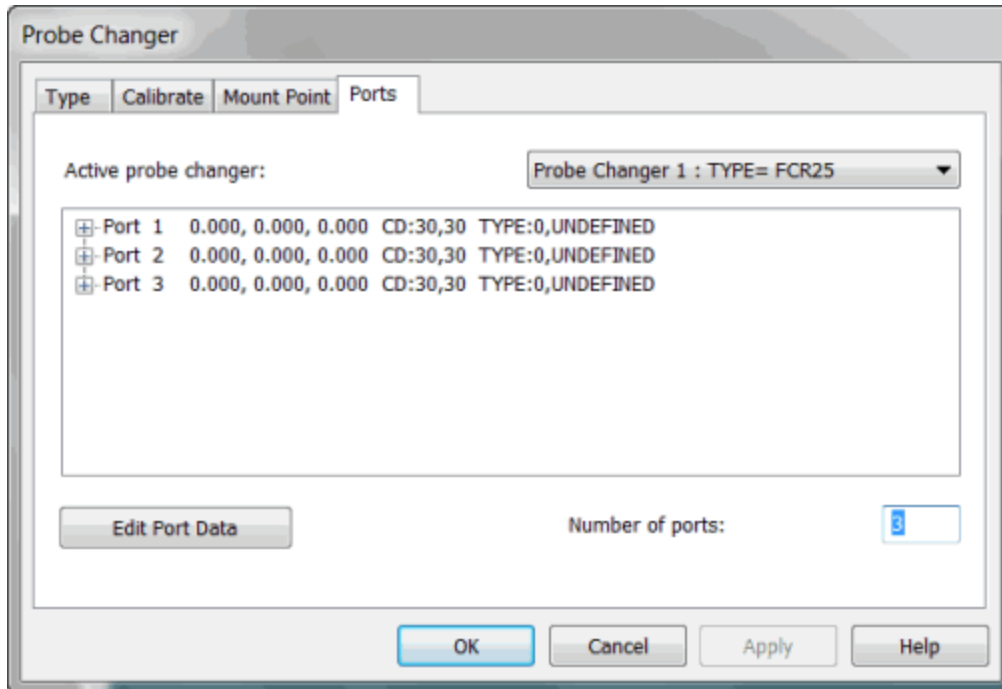 Probe Changer
Type Calibrate Mount Point Ports
Active probe changer: Probe Changer 1 : TYPE= FCR25
Port 1 0.000, 0.000, 0.000 CD:30,30 TYPE:0,UNDEFINED
Port 2 0.000, 0.000, 0.000 CD:30,30 TYPE:0,UNDEFINED
Port 3 0.000, 0.000, 0.000 CD:30,30 TYPE:0,UNDEFINED
Edit Port Data Number of ports: 3
OK Cancel Apply Help